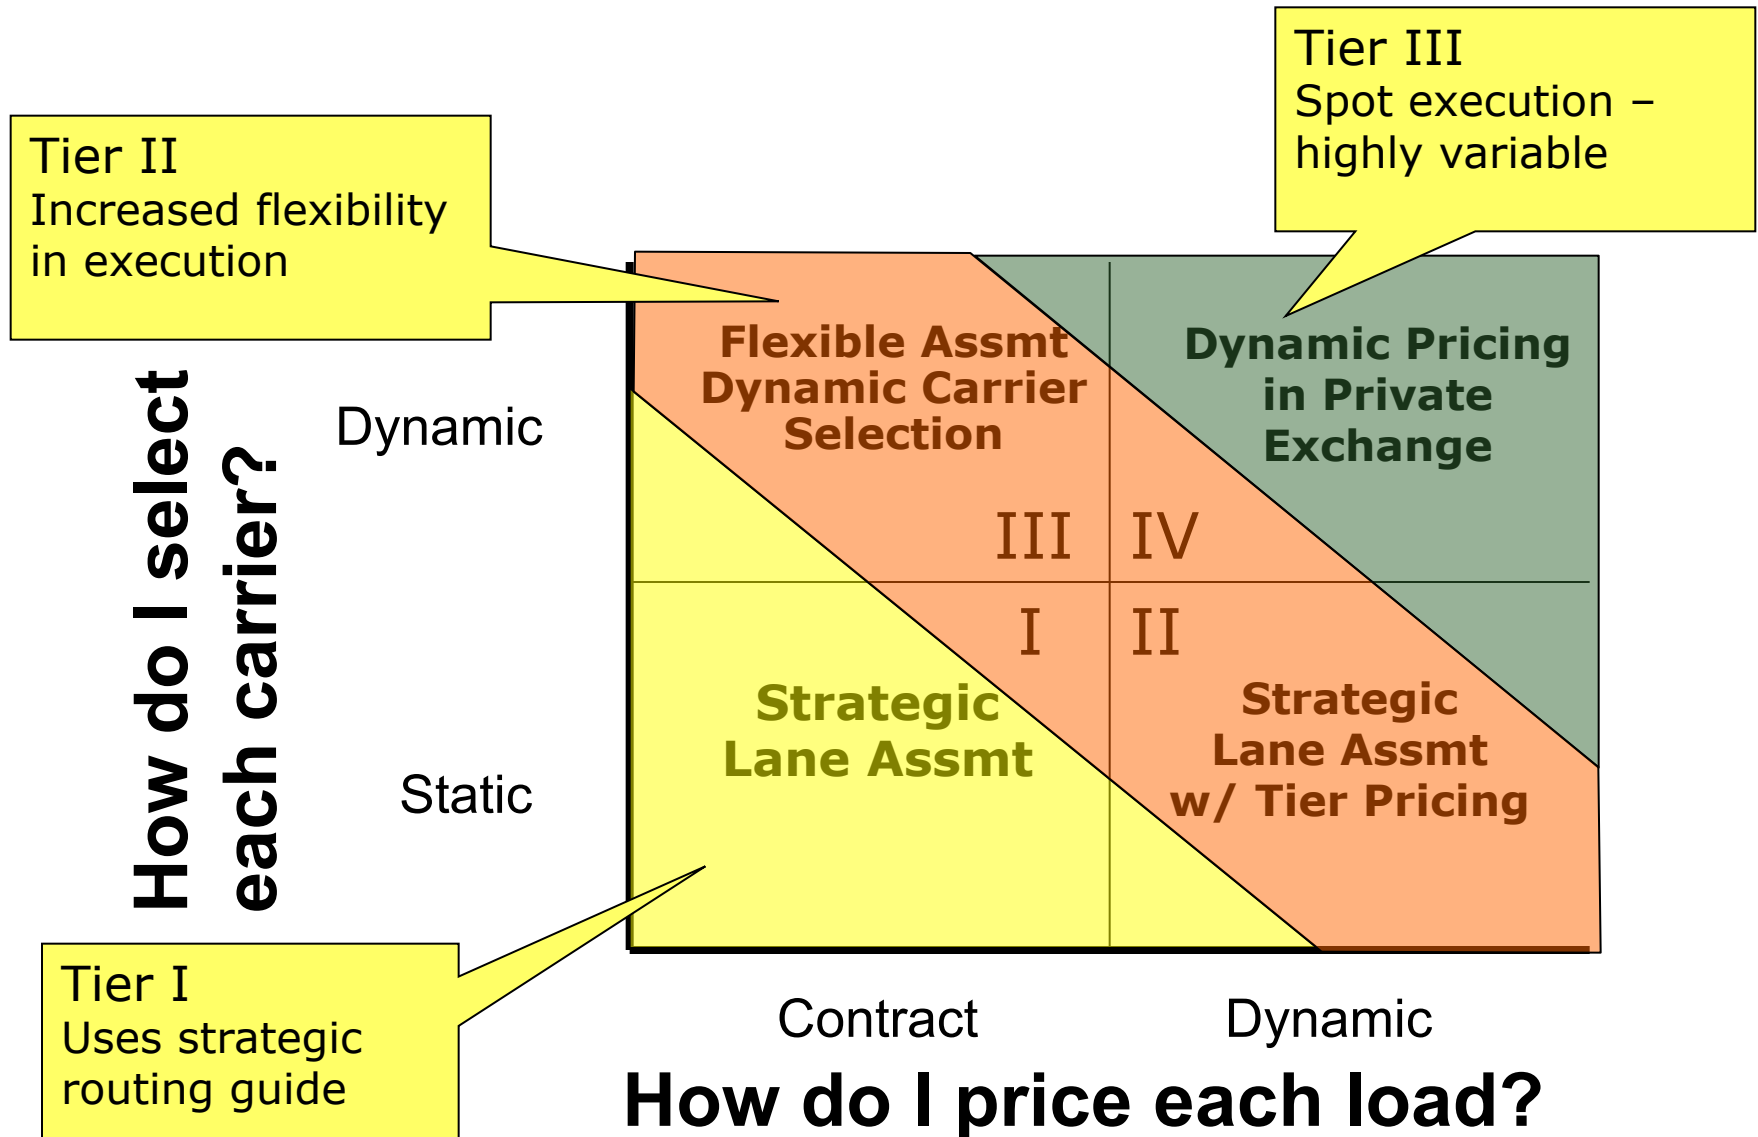 Tier III
Spot execution –
highly variable
Tier II
Increased flexibility
in execution
How do I select
each carrier?
Dynamic
Static
Flexible Assmt
Dynamic Carrier
Selection
Dynamic Pricing
in Private
Exchange
III
IV
I
II
Strategic
Lane Assmt
Strategic
Lane Assmt
w/ Tier Pricing
Tier I
Uses strategic
routing guide
Contract
Dynamic
How do I price each load?